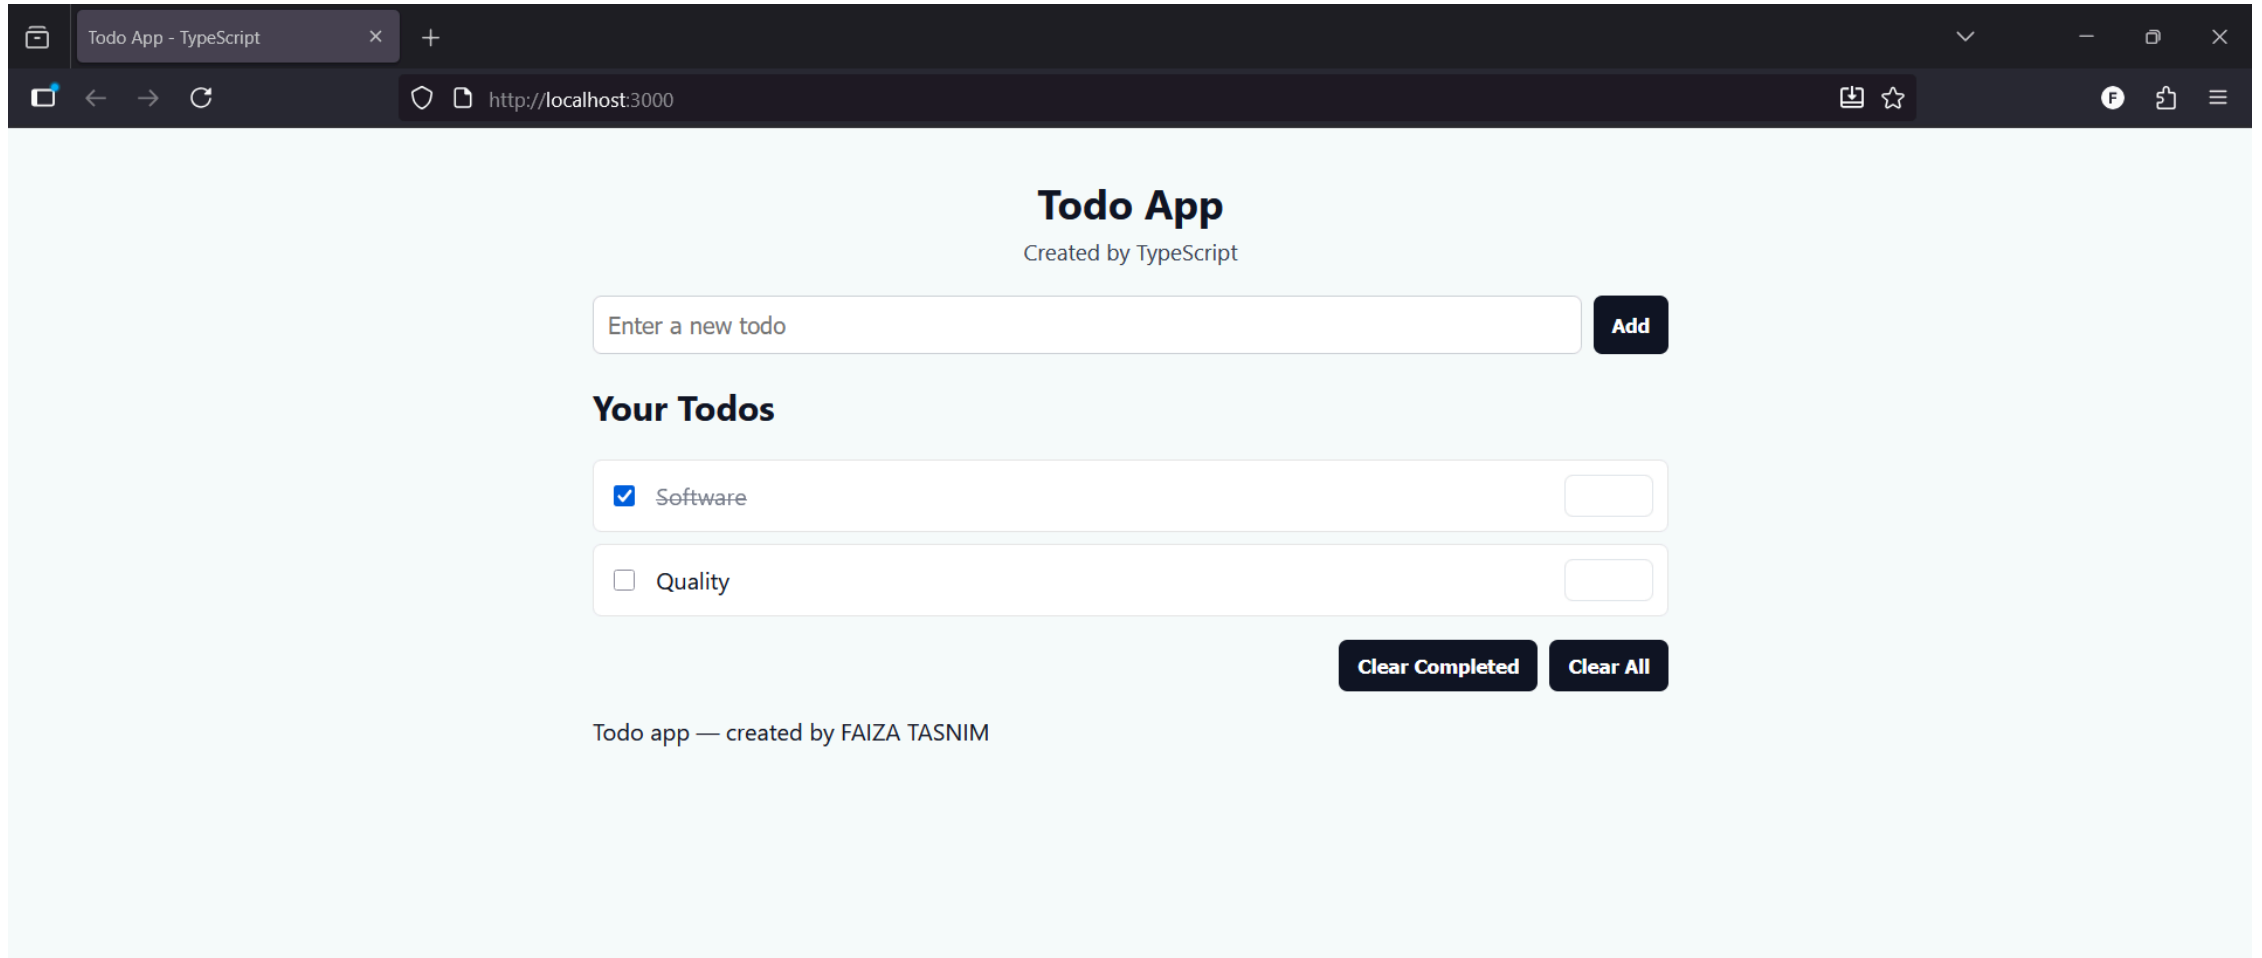 Todo App - TypeScript
http://localhost:3000
F
Todo App
Created by TypeScript
Enter a new todo
Add
Your Todos
Software
Quality
Clear Completed
Clear All
Todo app — created by FAIZA TASNIM